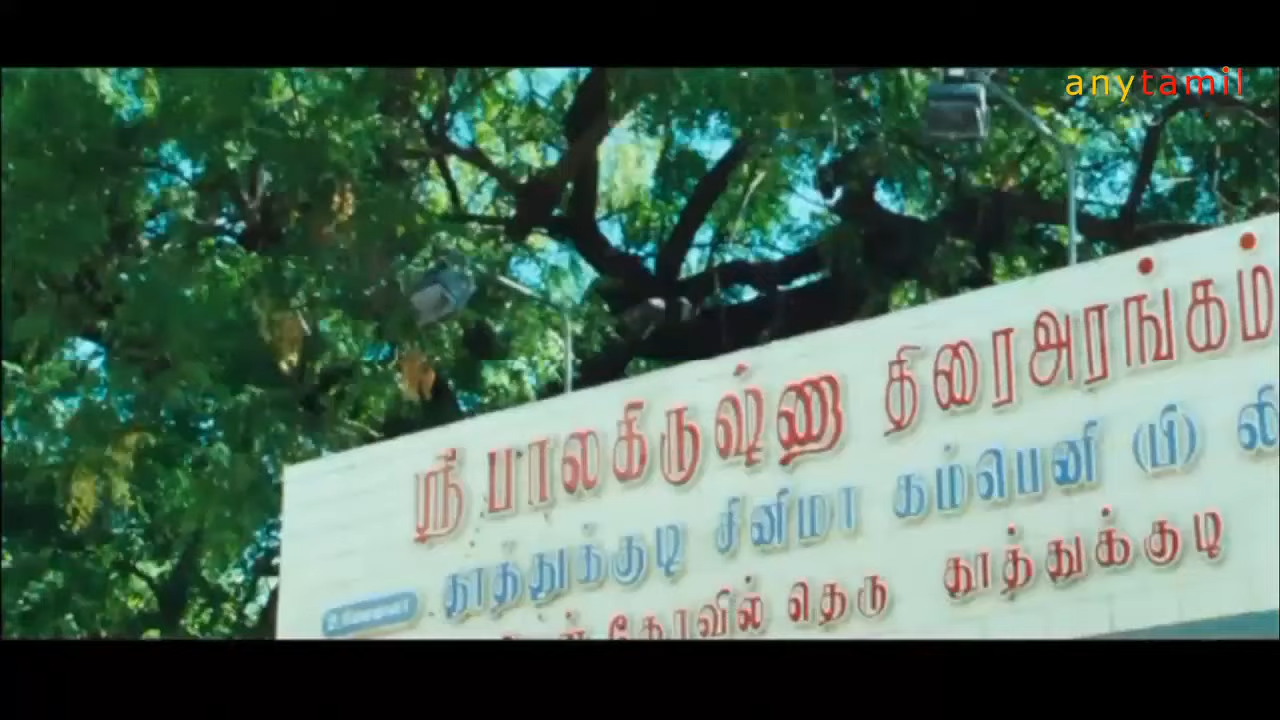 anytamil
ஸ்ரீ பாலகிருஷ்ண திரைஅரங்கம்
தூத்துக்குடி சினிமா கம்பெனி (பி) லி
கோவில் தெரு தூத்துக்குடி